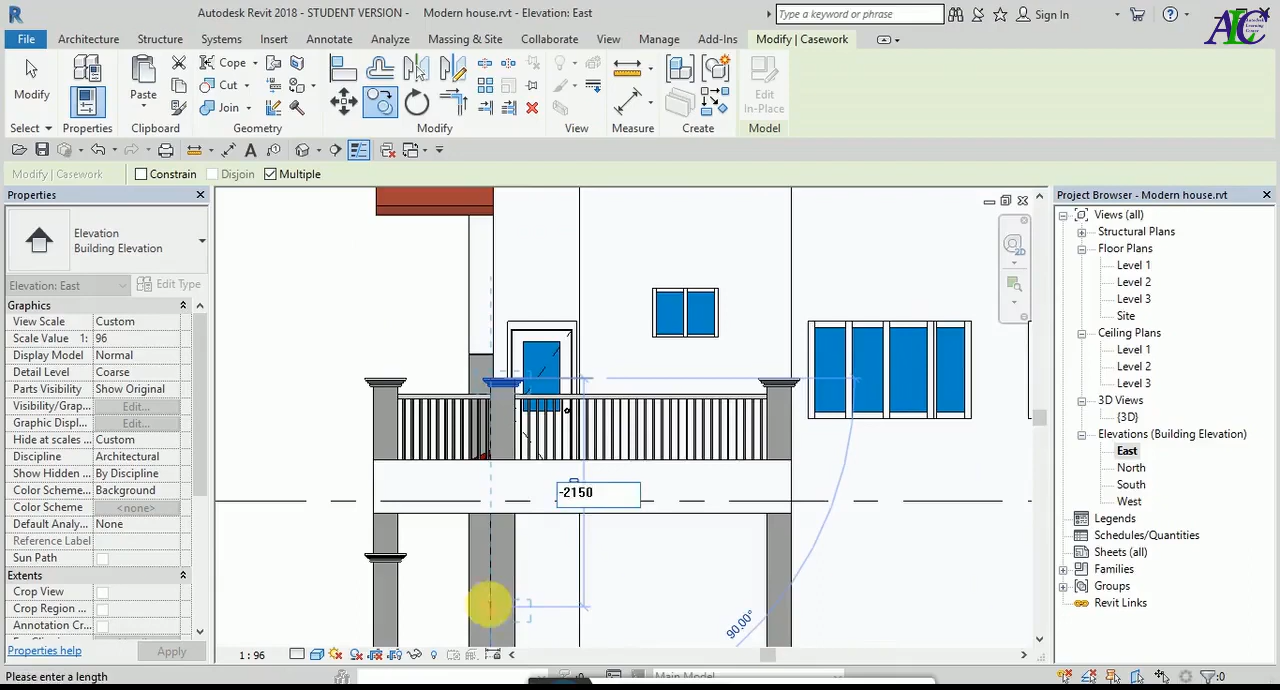 Autodesk Revit 2018 - STUDENT VERSION - Modern house.rvt - Elevation: East
Type a keyword or phrase
Sign In
ALC
File Architecture Structure Systems Insert Annotate Analyze Massing & Site View Manage Add-Ins Modify | Casework
Modify
Paste
Cope
Cut
Join
Edit
In-Place
Select Properties Clipboard Geometry Modify View Measure Create Model
Modify | Casework
Constrain
Disjoin
Multiple
Properties
Elevation
Building Elevation
Elevation: East
Edit Type
Graphics
View Scale Custom
Scale Value 1: 96
Display Model Normal
Detail Level Coarse
Parts Visibility Show Original
Visibility/Grap... Edit...
Graphic Displ... Edit...
Hide at scales ... Custom
Discipline Architectural
Show Hidden ... By Discipline
Color Scheme... Background
Color Scheme <none>
Default Analy... None
Reference Label
Sun Path
Extents
Crop View
Crop Region ...
Annotation Cr...
Properties help
Apply
-2150
90.00°
1 : 96
Project Browser - Modern house.rvt
Views (all)
Structural Plans
Floor Plans
Level 1
Level 2
Level 3
Site
Ceiling Plans
Level 1
Level 2
Level 3
3D Views
{3D}
Elevations (Building Elevation)
East
North
South
West
Legends
Schedules/Quantities
Sheets (all)
Families
Groups
Revit Links
Please enter a length
:0
Main Model
:0